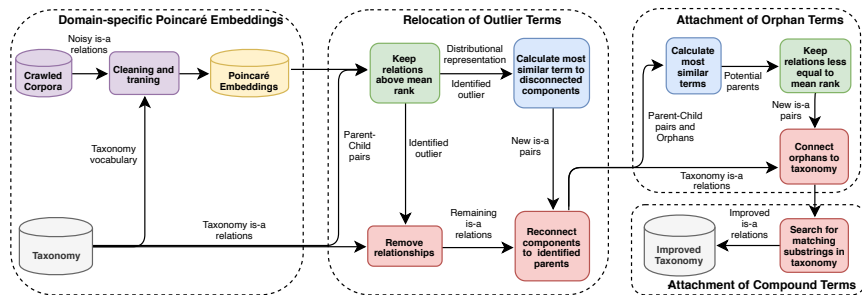 Domain-specific Poincaré Embeddings
Noisy is-a
relations
Crawled
Corpora
Cleaning and
traning
Poincaré
Embeddings
Taxonomy
vocabulary
Taxonomy
Taxonomy is-a
relations
Relocation of Outlier Terms
Parent-
Child
pairs
Keep
relations
above mean
rank
Distributional
representation
Identified
outlier
Calculate most
similar term to
disconnected
components
Identified
outlier
New is-a
pairs
Remove
relationships
Remaining
is-a
relations
Reconnect
components
to identified
parents
Attachment of Orphan Terms
Calculate
most
similar
terms
Potential
parents
Keep
relations less
equal to
mean rank
Parent-Child
pairs and
Orphans
New is-a
pairs
Taxonomy is-a
relations
Connect
orphans to
taxonomy
Improved
Taxonomy
Improved
is-a
relations
Search for
matching
substrings in
taxonomy
Attachment of Compound Terms